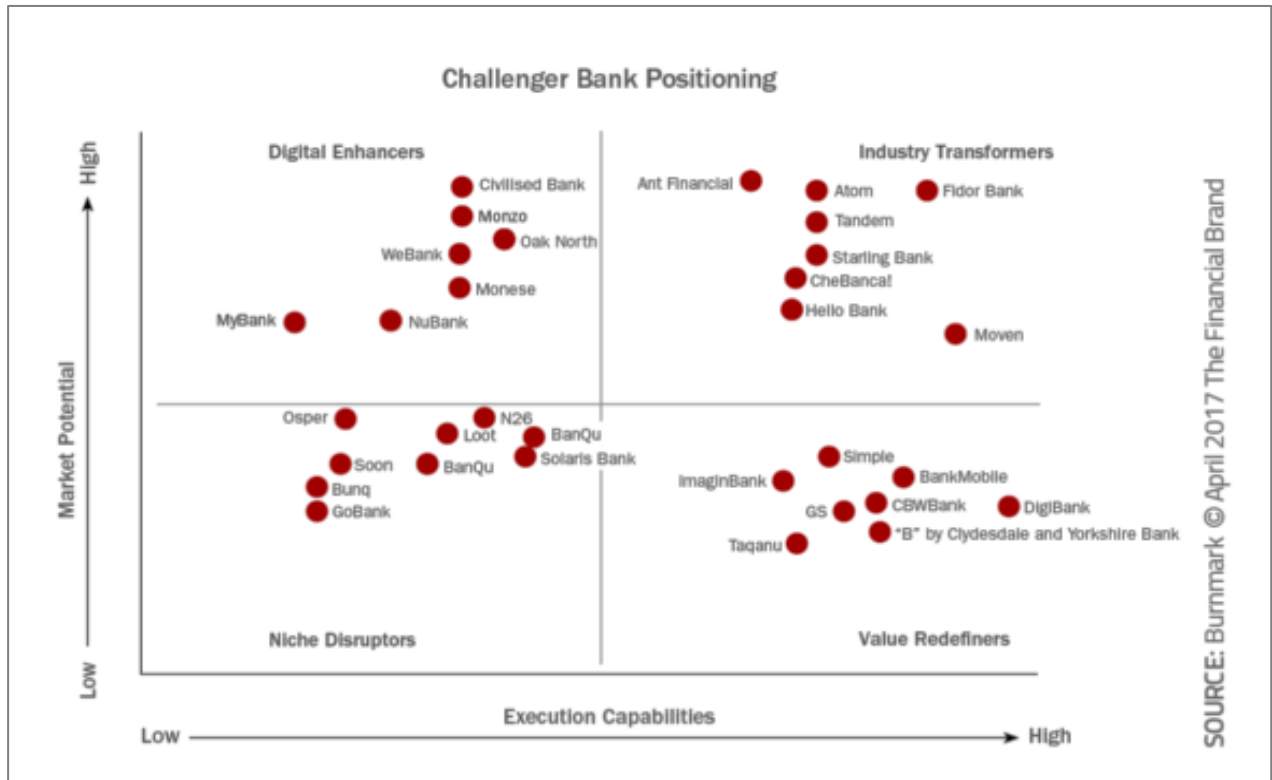 Challenger Bank Positioning
High
Market Potential
Low
Digital Enhancers
Civilised Bank
Monzo
Oak North
WeBank
Monese
MyBank
NuBank
Industry Transformers
Ant Financial
Atom
Fidor Bank
Tandem
Starling Bank
CheBanca!
Hello Bank
Moven
Osper
N26
Loot
BanQu
Solaris Bank
Soon
BanQu
Bunq
GoBank
Niche Disruptors
Simple
ImaginBank
BankMobile
CBWBank
GS
DigiBank
"B" by Clydesdale and Yorkshire Bank
Taqanu
Value Redefiners
Execution Capabilities
Low
High
SOURCE: Burnmark © April 2017 The Financial Brand